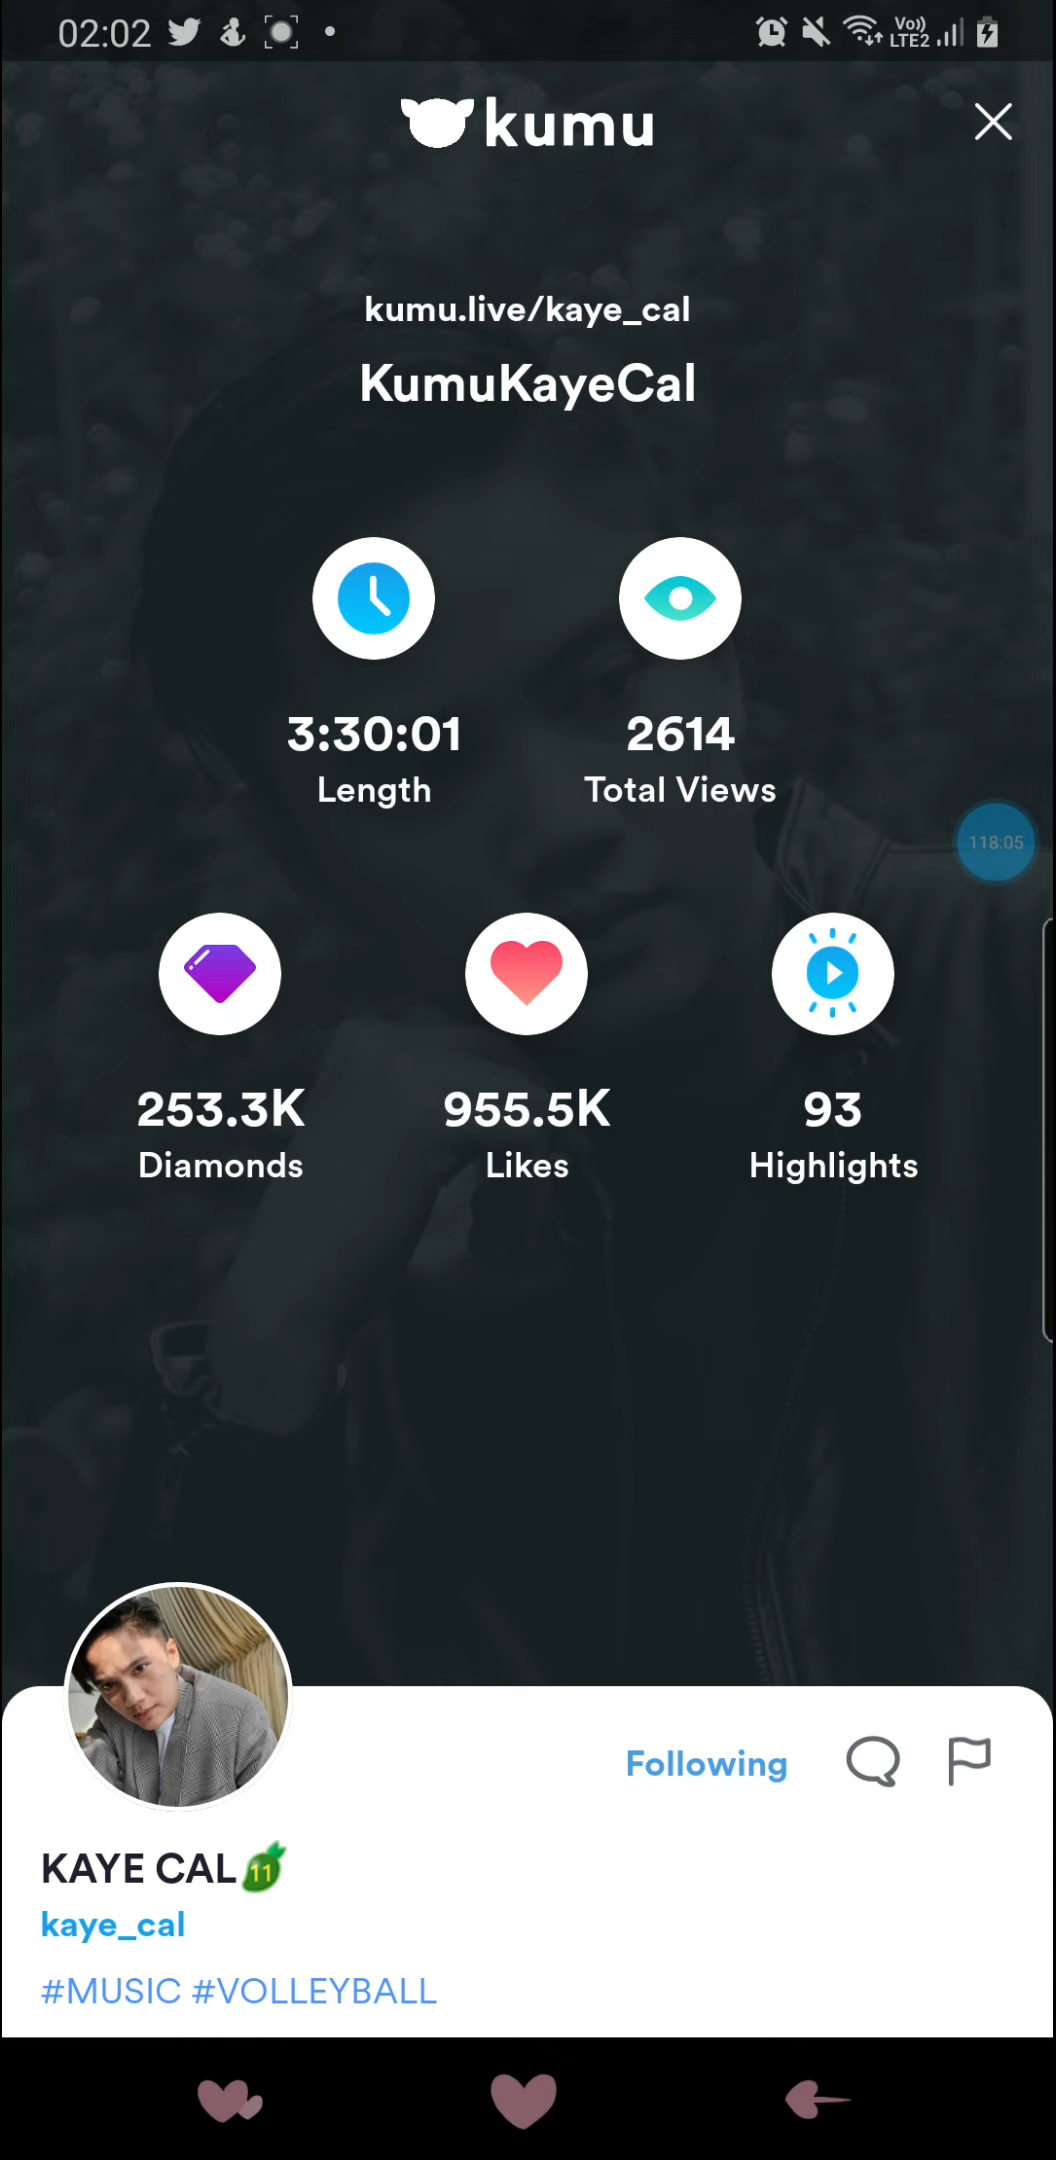 02:02
Vo))
LTE2
kumu
kumu.live/kaye_cal
KumuKayeCal
3:30:01
Length
2614
Total Views
118:05
253.3K
Diamonds
955.5K
Likes
93
Highlights
Following
KAYE CAL 11
kaye_cal
#MUSIC #VOLLEYBALL